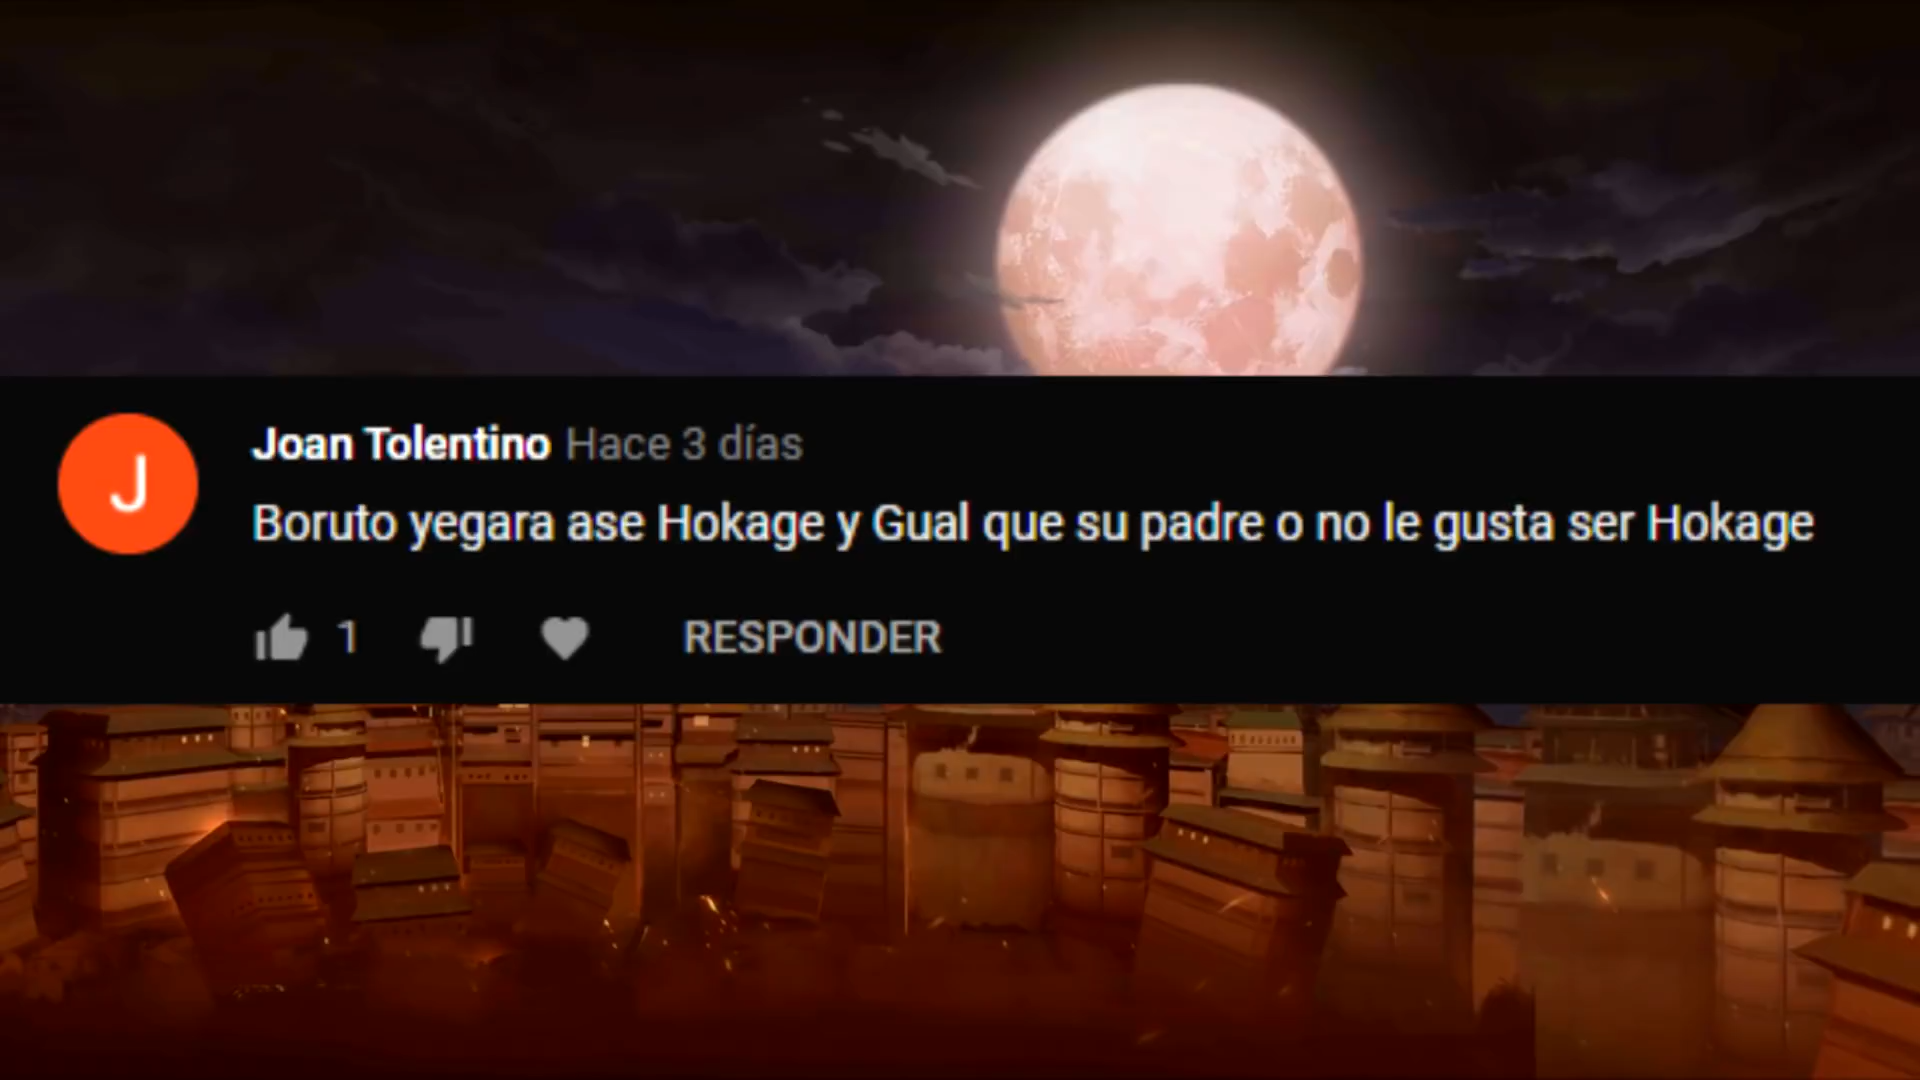 J
Joan Tolentino Hace 3 días
Boruto yegara ase Hokage y Gual que su padre o no le gusta ser Hokage
1 RESPONDER